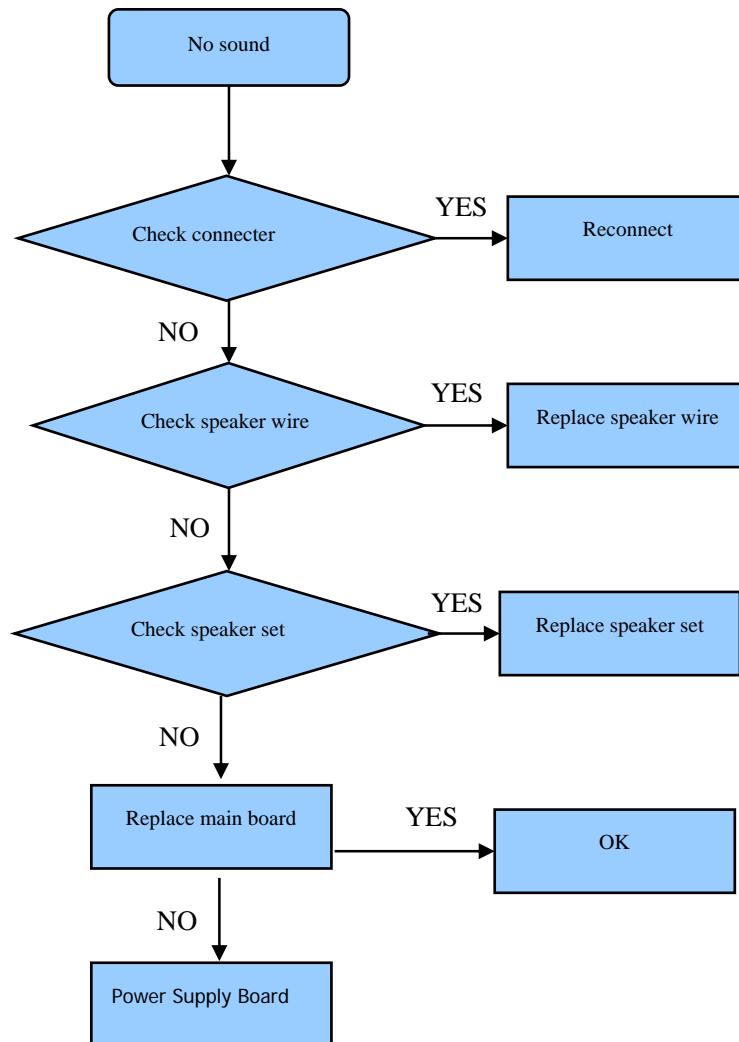 No sound
Check connecter
YES
Reconnect
NO
Check speaker wire
YES
Replace speaker wire
NO
Check speaker set
YES
Replace speaker set
NO
Replace main board
YES
OK
NO
Power Supply Board